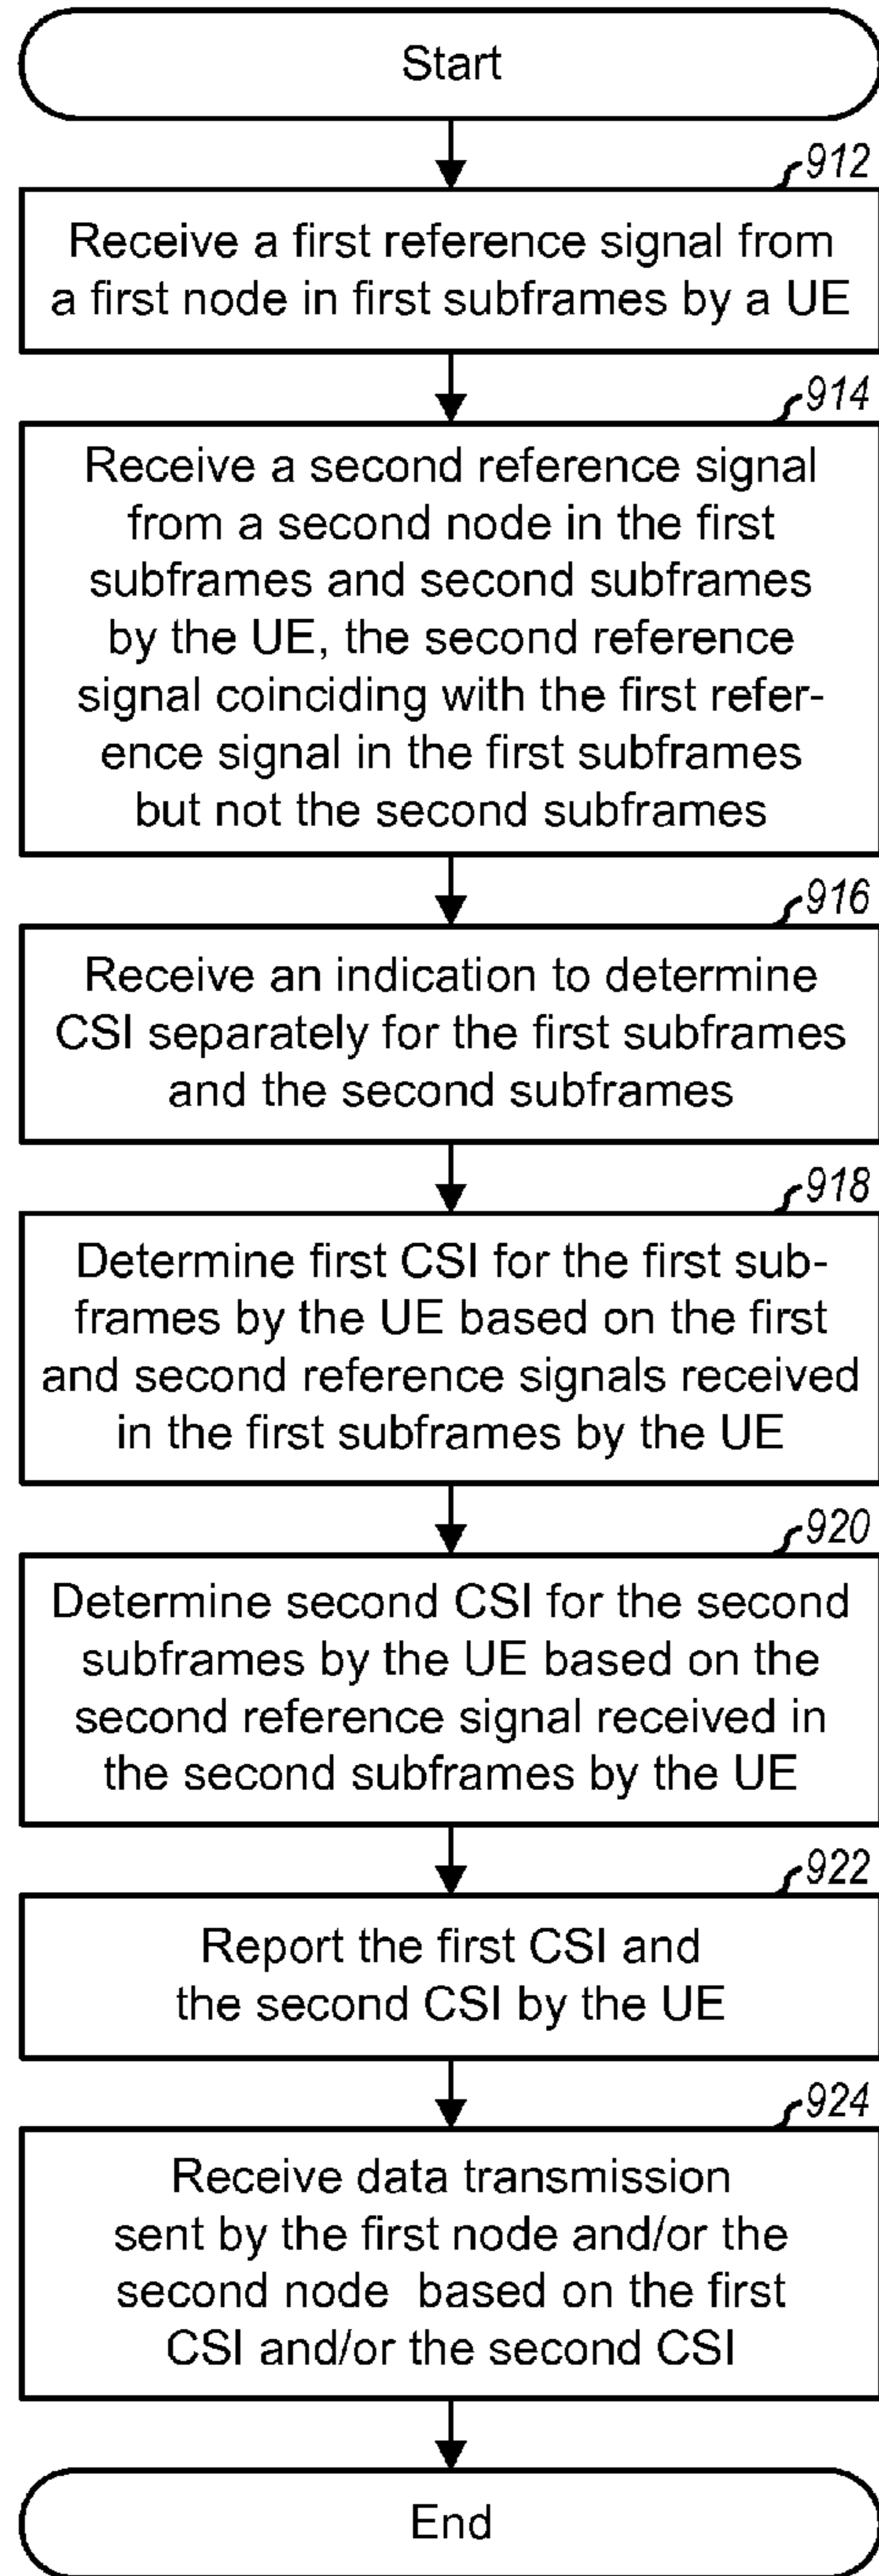 Start
912
Receive a first reference signal from
a first node in first subframes by a UE
914
Receive a second reference signal
from a second node in the first
subframes and second subframes
by the UE, the second reference
signal coinciding with the first refer-
ence signal in the first subframes
but not the second subframes
916
Receive an indication to determine
CSI separately for the first subframes
and the second subframes
918
Determine first CSI for the first sub-
frames by the UE based on the first
and second reference signals received
in the first subframes by the UE
920
Determine second CSI for the second
subframes by the UE based on the
second reference signal received in
the second subframes by the UE
922
Report the first CSI and
the second CSI by the UE
924
Receive data transmission
sent by the first node and/or the
second node based on the first
CSI and/or the second CSI
End